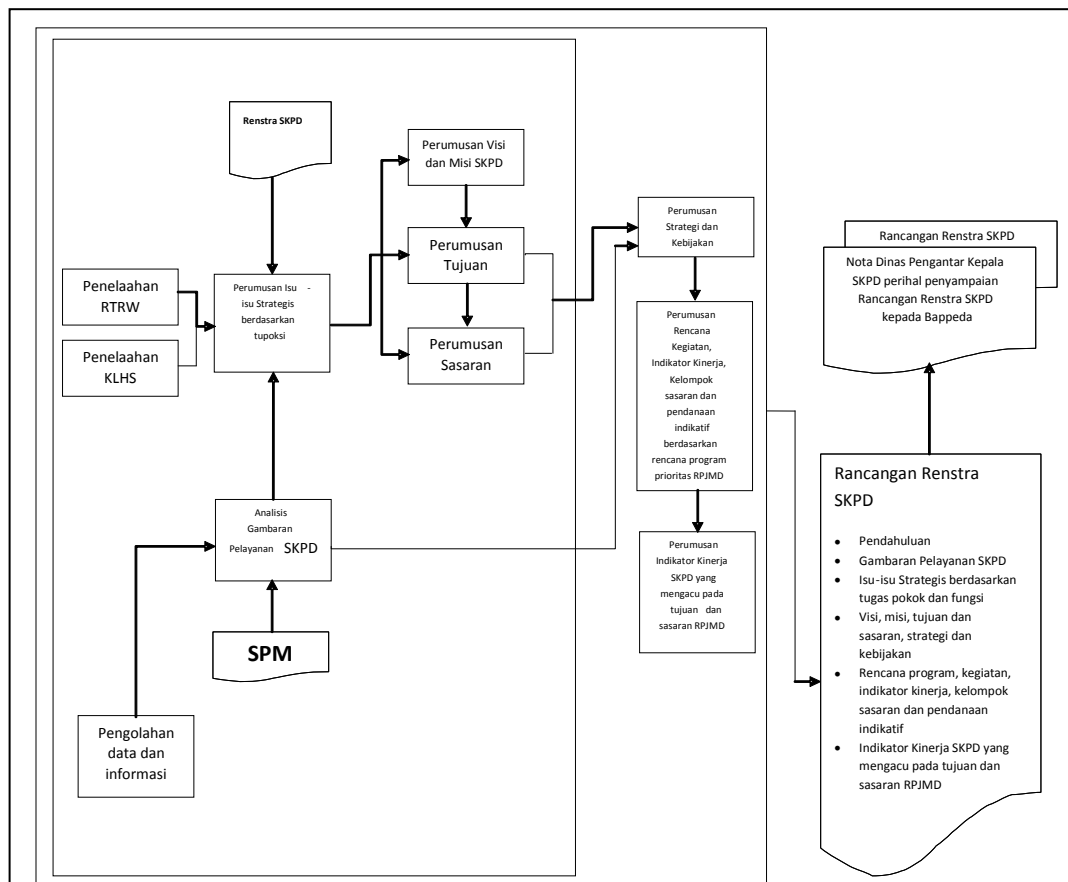 Renstra SKPD
Perumusan Visi
dan Misi SKPD
Perumusan
Tujuan
Perumusan
Sasaran
Penelaahan
RTRW
Penelaahan
KLHS
Perumusan Isu -
isu Strategis
berdasarkan
tupoksi
Analisis
Gambaran
Pelayanan SKPD
SPM
Pengolahan
data dan
informasi
Perumusan
Strategi dan
Kebijakan
Perumusan
Rencana
Kegiatan,
Indikator Kinerja,
Kelompok
sasaran dan
pendanaan
indikatif
berdasarkan
rencana program
prioritas RPJMD
Perumusan
Indikator Kinerja
SKPD yang
mengacu pada
tujuan dan
sasaran RPJMD
Rancangan Renstra SKPD
Nota Dinas Pengantar Kepala
SKPD perihal penyampaian
Rancangan Renstra SKPD
kepada Bappeda
Rancangan Renstra
SKPD
• Pendahuluan
• Gambaran Pelayanan SKPD
• Isu-isu Strategis berdasarkan
tugas pokok dan fungsi
• Visi, misi, tujuan dan
sasaran, strategi dan
kebijakan
• Rencana program, kegiatan,
indikator kinerja, kelompok
sasaran dan pendanaan
indikatif
• Indikator Kinerja SKPD yang
mengacu pada tujuan dan
sasaran RPJMD